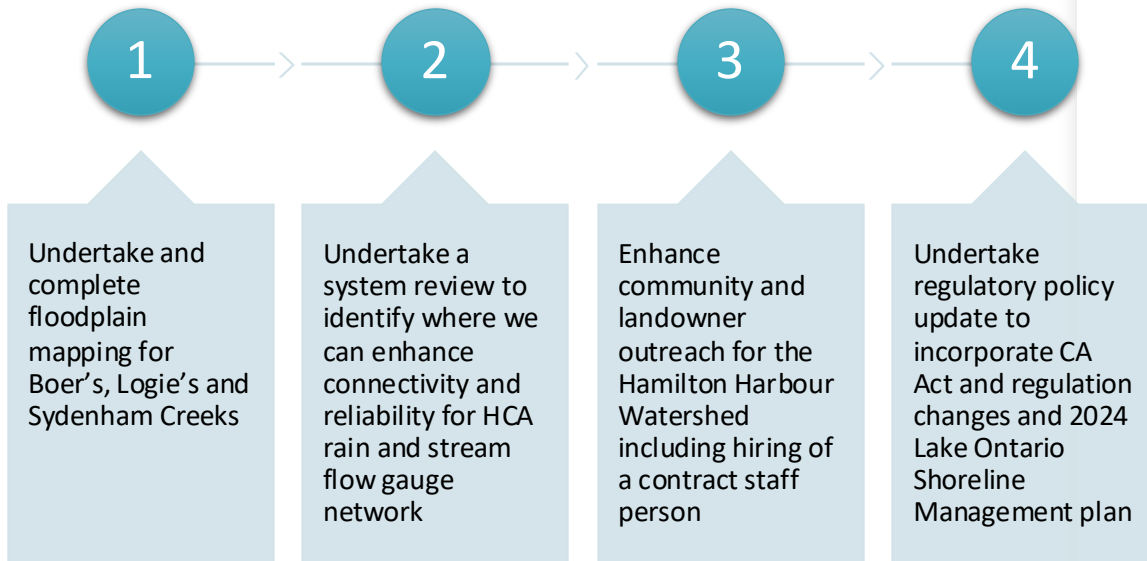 1
2
3
4
Undertake and
complete
floodplain
mapping for
Boer's, Logie's and
Sydenham Creeks
Undertake a
system review to
identify where we
can enhance
connectivity and
reliability for HCA
rain and stream
flow gauge
network
Enhance
community and
landowner
outreach for the
Hamilton Harbour
Watershed
including hiring of
a contract staff
person
Undertake
regulatory policy
update to
incorporate CA
Act and regulation
changes and 2024
Lake Ontario
Shoreline
Management plan